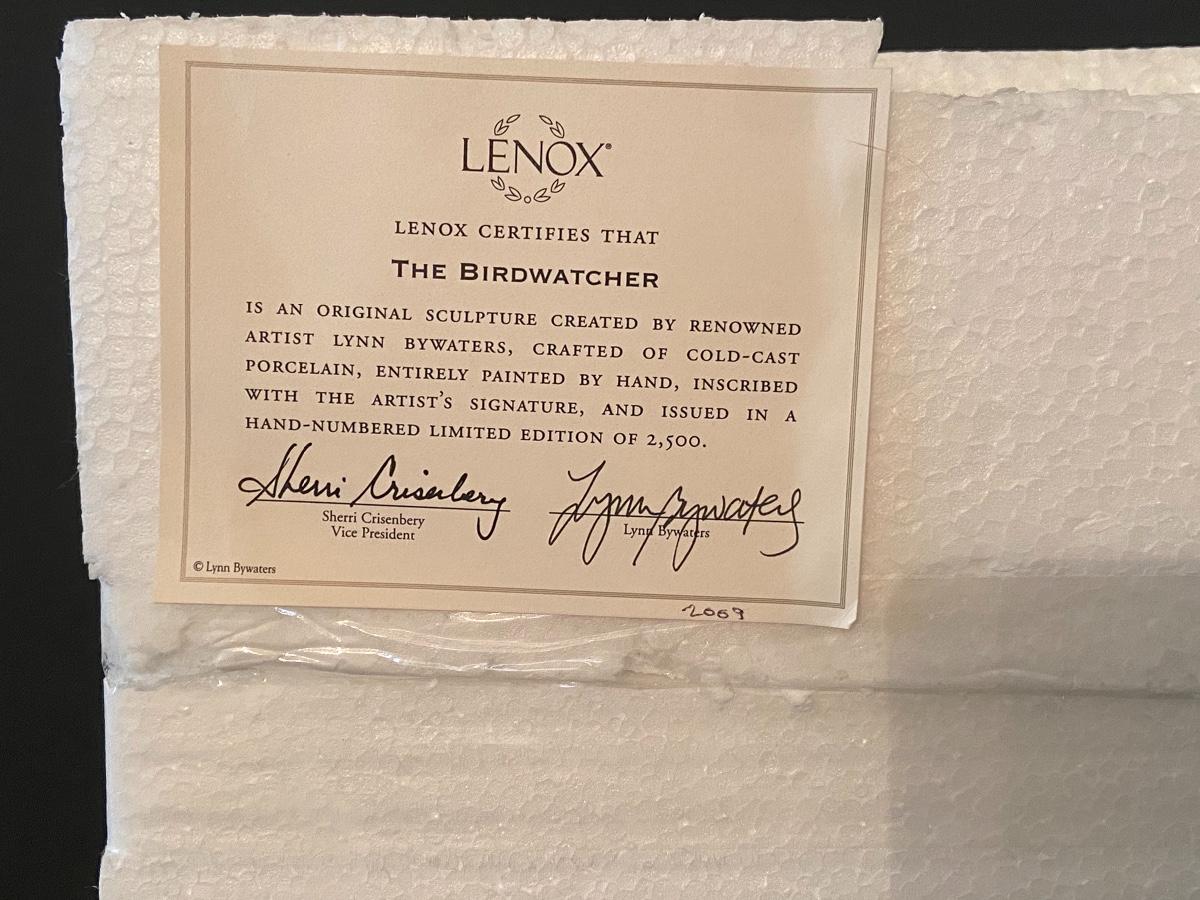 LENOX®
LENOX CERTIFIES THAT
THE BIRDWATCHER
IS AN ORIGINAL SCULPTURE CREATED BY RENOWNED
ARTIST LYNN BYWATERS, CRAFTED OF COLD-CAST
PORCELAIN, ENTIRELY PAINTED BY HAND, INSCRIBED
WITH THE ARTIST'S SIGNATURE, AND ISSUED IN A
HAND-NUMBERED LIMITED EDITION OF 2,500.
Sherri Crisenbery Lynn Bywaters
Sherri Crisenbery Lynn Bywaters
Vice President
© Lynn Bywaters
2069